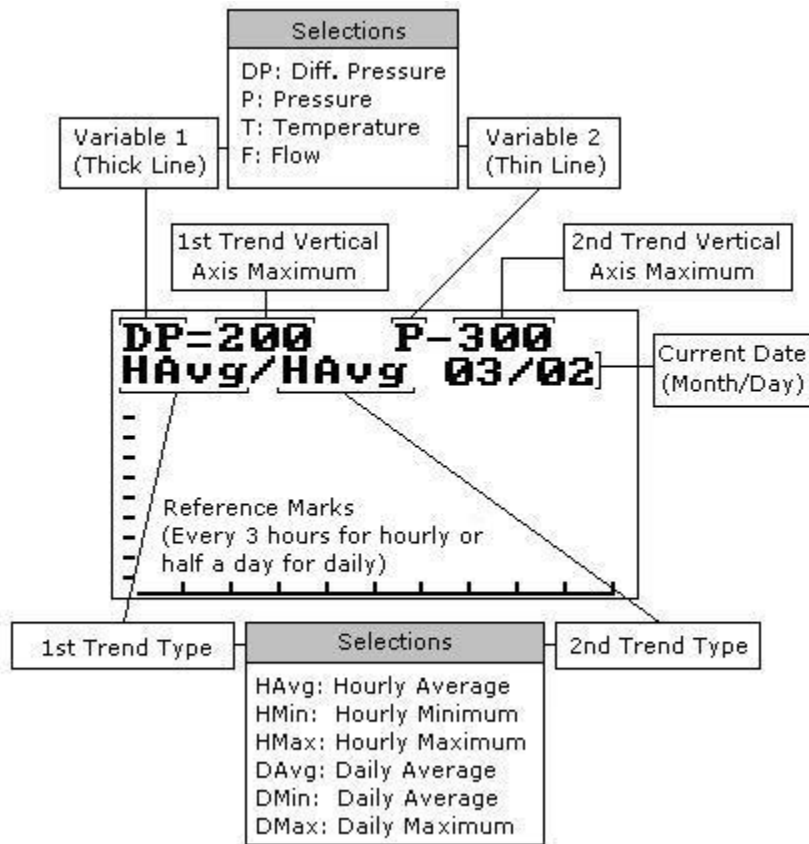 Selections
DP: Diff. Pressure
P: Pressure
T: Temperature
F: Flow
Variable 1
(Thick Line)
Variable 2
(Thin Line)
1st Trend Vertical
Axis Maximum
2nd Trend Vertical
Axis Maximum
DP=200 P-300
HAvg/HAvg 03/02
Current Date
(Month/Day)
Reference Marks
(Every 3 hours for hourly or
half a day for daily)
1st Trend Type
2nd Trend Type
Selections
HAvg: Hourly Average
HMin: Hourly Minimum
HMax: Hourly Maximum
DAvg: Daily Average
DMin: Daily Average
DMax: Daily Maximum